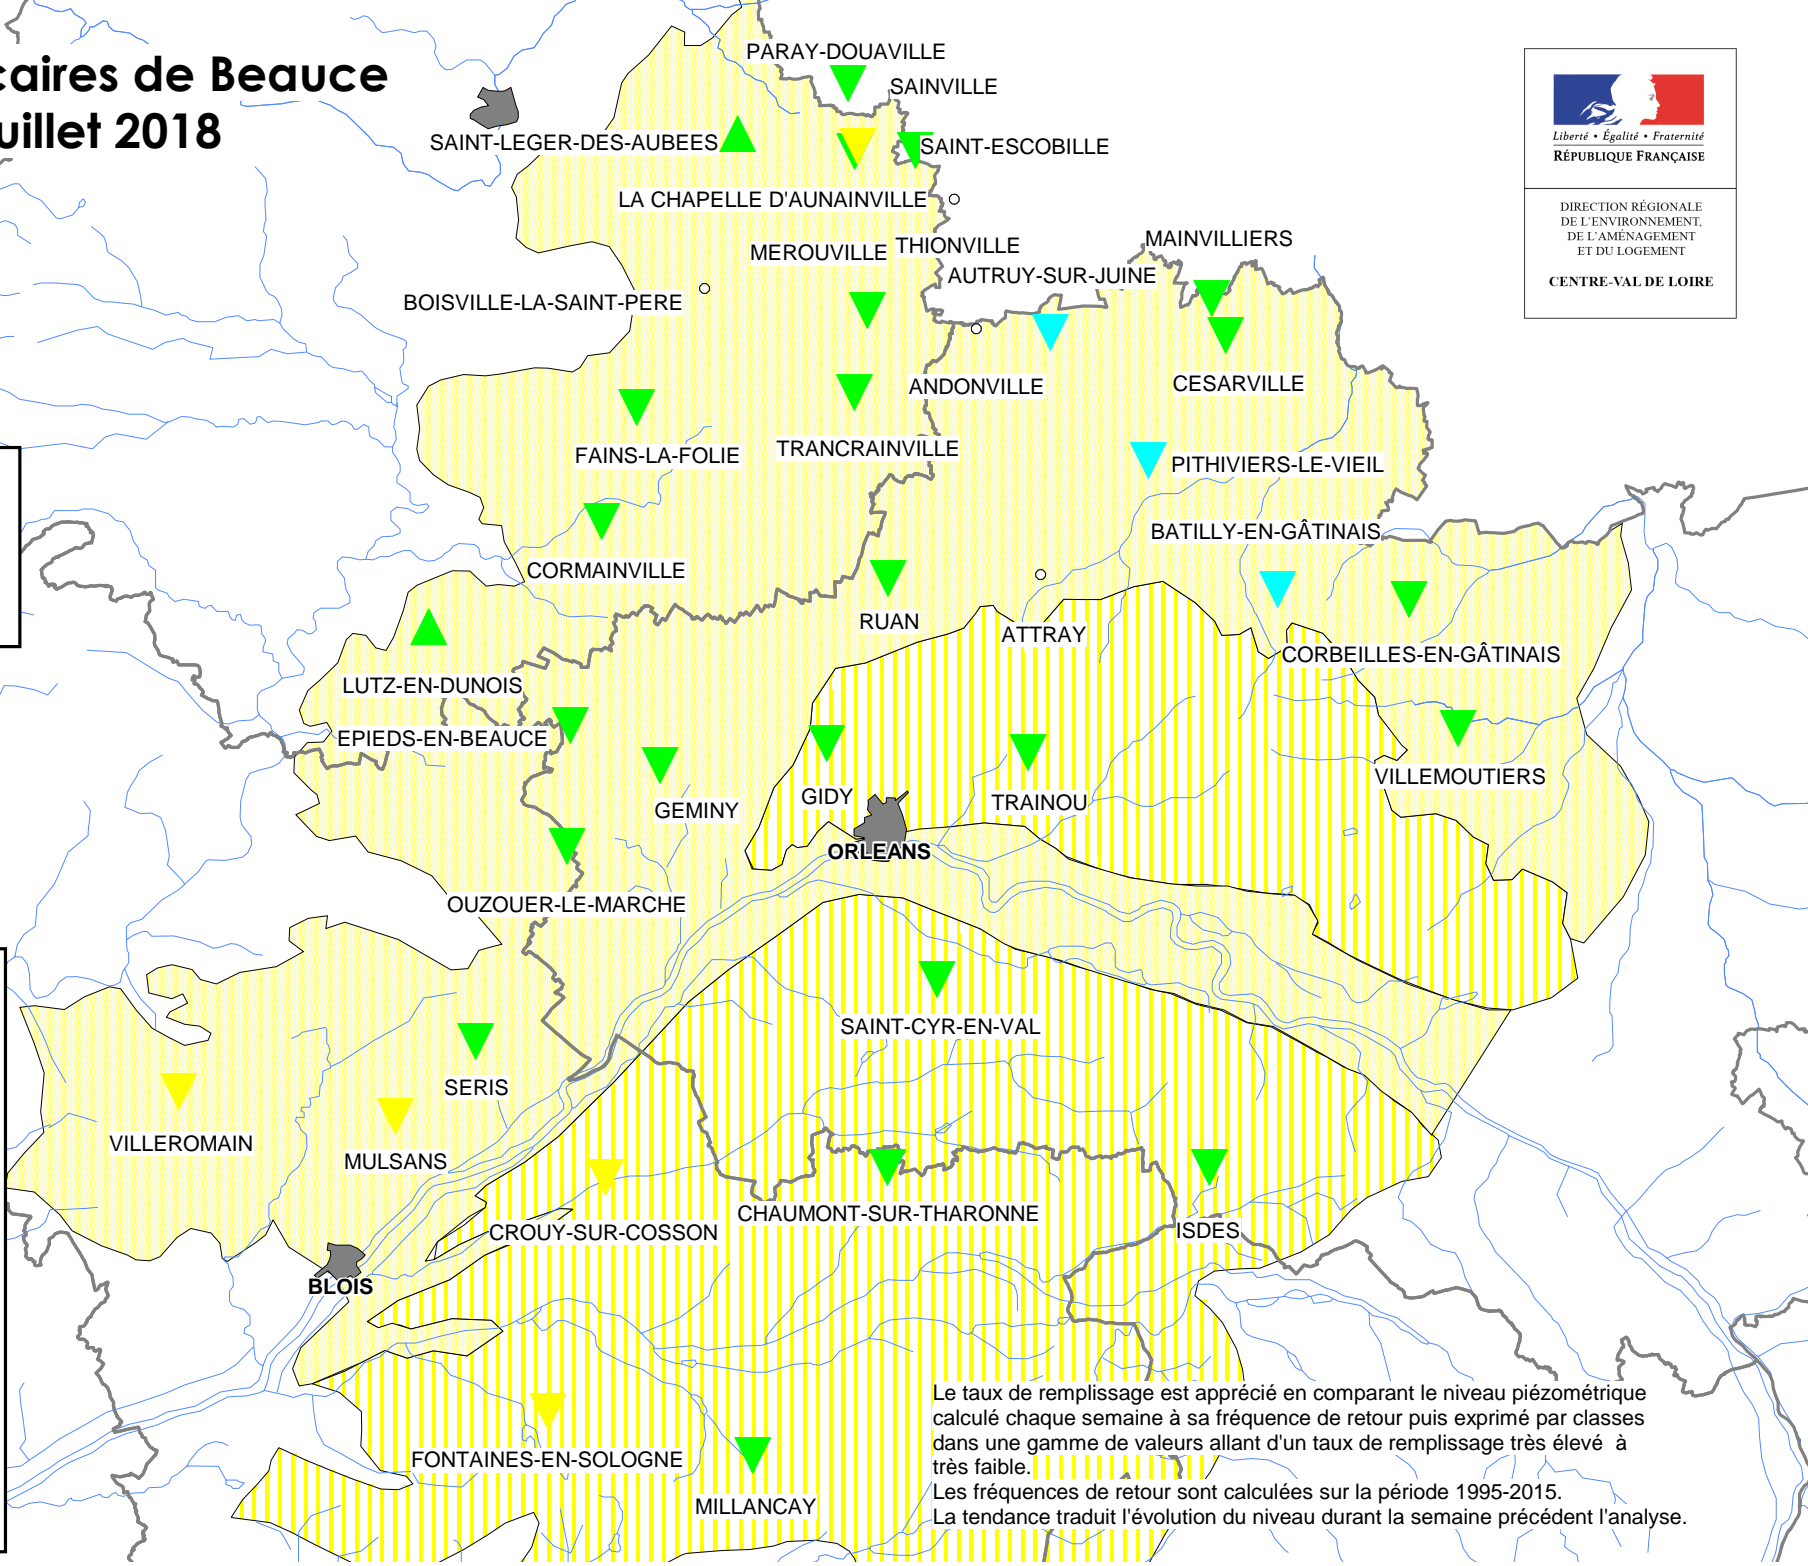 caires de Beauce
uillet 2018
PARAY-DOUAVILLE
SAINVILLE
SAINT-LEGER-DES-AUBEES
SAINT-ESCOBILLE
LA CHAPELLE D'AUNAINVILLE
MEROUVILLE
THIONVILLE
MAINVILLIERS
AUTRUY-SUR-JUINE
BOISVILLE-LA-SAINT-PERE
ANDONVILLE
CESARVILLE
FAINS-LA-FOLIE
TRANCRAINVILLE
PITHIVIERS-LE-VIEIL
BATILLY-EN-GÂTINAIS
CORMAINVILLE
RUAN
ATTRAY
CORBEILLES-EN-GÂTINAIS
LUTZ-EN-DUNOIS
EPIEDS-EN-BEAUCE
GEMINY
GIDY
TRAINOU
VILLEMOUTIERS
ORLEANS
OUZOUER-LE-MARCHE
SAINT-CYR-EN-VAL
SERIS
VILLEROMAIN
MULSANS
CROUY-SUR-COSSON
CHAUMONT-SUR-THARONNE
ISDES
BLOIS
FONTAINES-EN-SOLOGNE
MILLANCAY
Liberté • Égalité • Fraternité
RÉPUBLIQUE FRANÇAISE
DIRECTION RÉGIONALE
DE L'ENVIRONNEMENT,
DE L'AMÉNAGEMENT
ET DU LOGEMENT
CENTRE-VAL DE LOIRE
Le taux de remplissage est apprécié en comparant le niveau piézométrique
calculé chaque semaine à sa fréquence de retour puis exprimé par classes
dans une gamme de valeurs allant d'un taux de remplissage très élevé à
très faible.
Les fréquences de retour sont calculées sur la période 1995-2015.
La tendance traduit l'évolution du niveau durant la semaine précédent l'analyse.